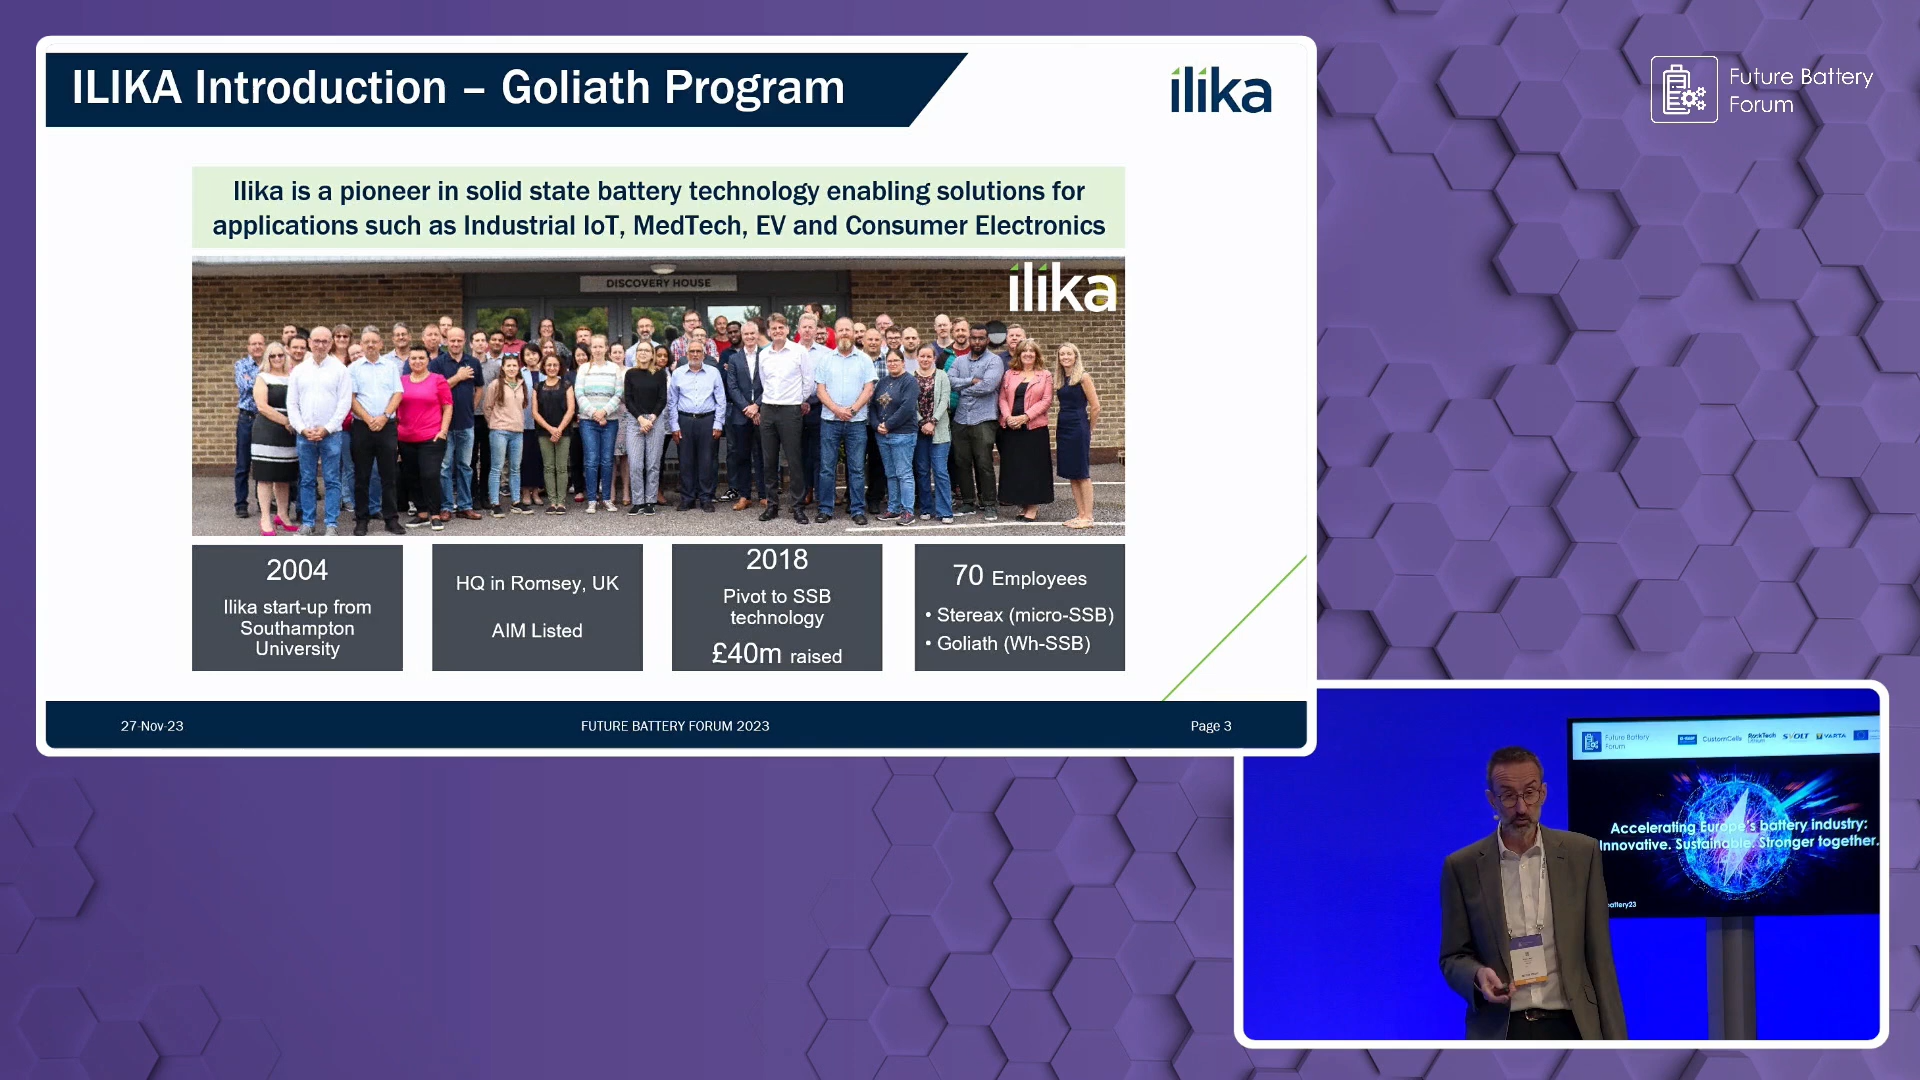 ILIKA Introduction – Goliath Program
ilika
Future Battery
Forum
Ilika is a pioneer in solid state battery technology enabling solutions for
applications such as Industrial IoT, MedTech, EV and Consumer Electronics
DISCOVERY HOUSE
ilika
2004
Ilika start-up from
Southampton
University
HQ in Romsey, UK
AIM Listed
2018
Pivot to SSB
technology
£40m raised
70 Employees
• Stereax (micro-SSB)
• Goliath (Wh-SSB)
27-Nov-23
FUTURE BATTERY FORUM 2023
Page 3
Future Battery
Forum
CustomCells
RockTech
SVOLT
VARTA
Accelerating Europe's battery industry:
Innovative. Sustainable. Stronger together.